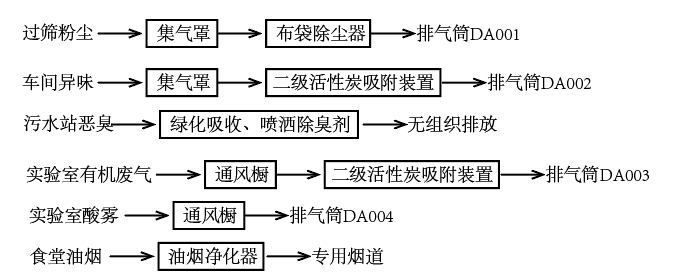 过筛粉尘 集气罩 布袋除尘器 排气筒DA001
车间异味 集气罩 二级活性炭吸附装置 排气筒DA002
污水站恶臭 绿化吸收、喷洒除臭剂 无组织排放
实验室有机废气 通风橱 二级活性炭吸附装置 排气筒DA003
实验室酸雾 通风橱 排气筒DA004
食堂油烟 油烟净化器 专用烟道